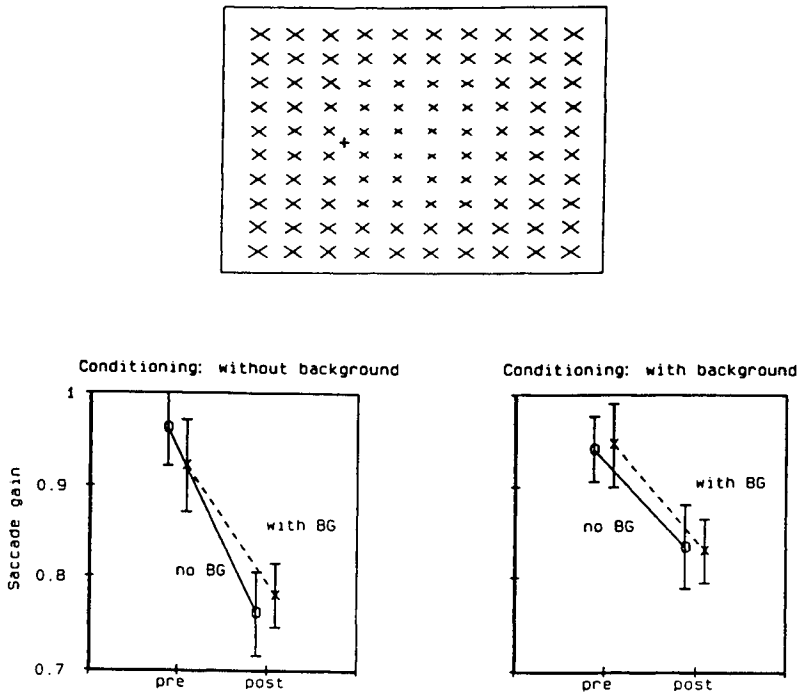 Conditioning: without background
1
0.9
0.8
0.7
Saccade gain
with BG
no BG
pre
post
Conditioning: with background
with BG
no BG
pre
post